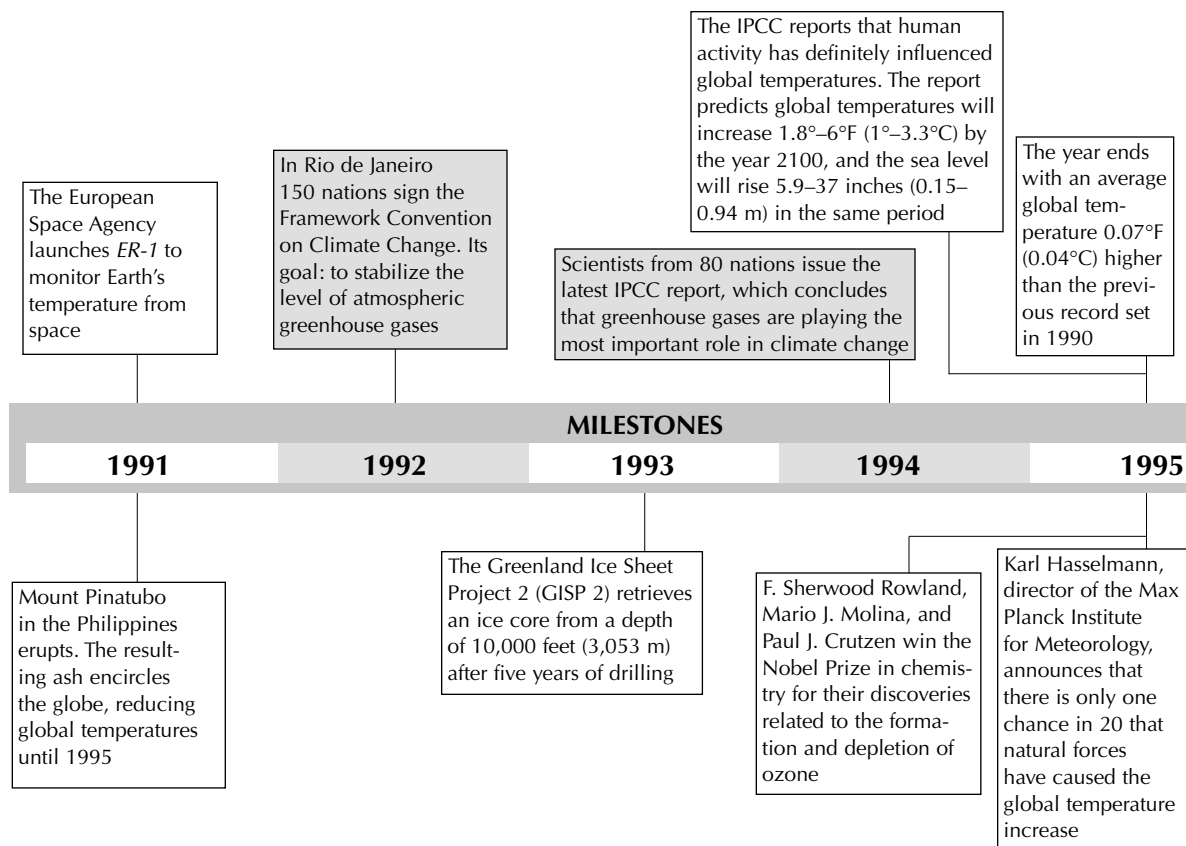 The IPCC reports that human
activity has definitely influenced
global temperatures. The report
predicts global temperatures will
increase 1.8°–6°F (1°–3.3°C) by
the year 2100, and the sea level
will rise 5.9–37 inches (0.15–
0.94 m) in the same period
In Rio de Janeiro
150 nations sign the
Framework Convention
on Climate Change. Its
goal: to stabilize the
level of atmospheric
greenhouse gases
The year ends
with an average
global tem-
perature 0.07°F
(0.04°C) higher
than the previ-
ous record set
in 1990
The European
Space Agency
launches ER-1 to
monitor Earth's
temperature from
space
Scientists from 80 nations issue the
latest IPCC report, which concludes
that greenhouse gases are playing the
most important role in climate change
MILESTONES
1991 1992 1993 1994 1995
Mount Pinatubo
in the Philippines
erupts. The result-
ing ash encircles
the globe, reducing
global temperatures
until 1995
The Greenland Ice Sheet
Project 2 (GISP 2) retrieves
an ice core from a depth
of 10,000 feet (3,053 m)
after five years of drilling
F. Sherwood Rowland,
Mario J. Molina, and
Paul J. Crutzen win the
Nobel Prize in chemis-
try for their discoveries
related to the forma-
tion and depletion of
ozone
Karl Hasselmann,
director of the Max
Planck Institute
for Meteorology,
announces that
there is only one
chance in 20 that
natural forces
have caused the
global temperature
increase